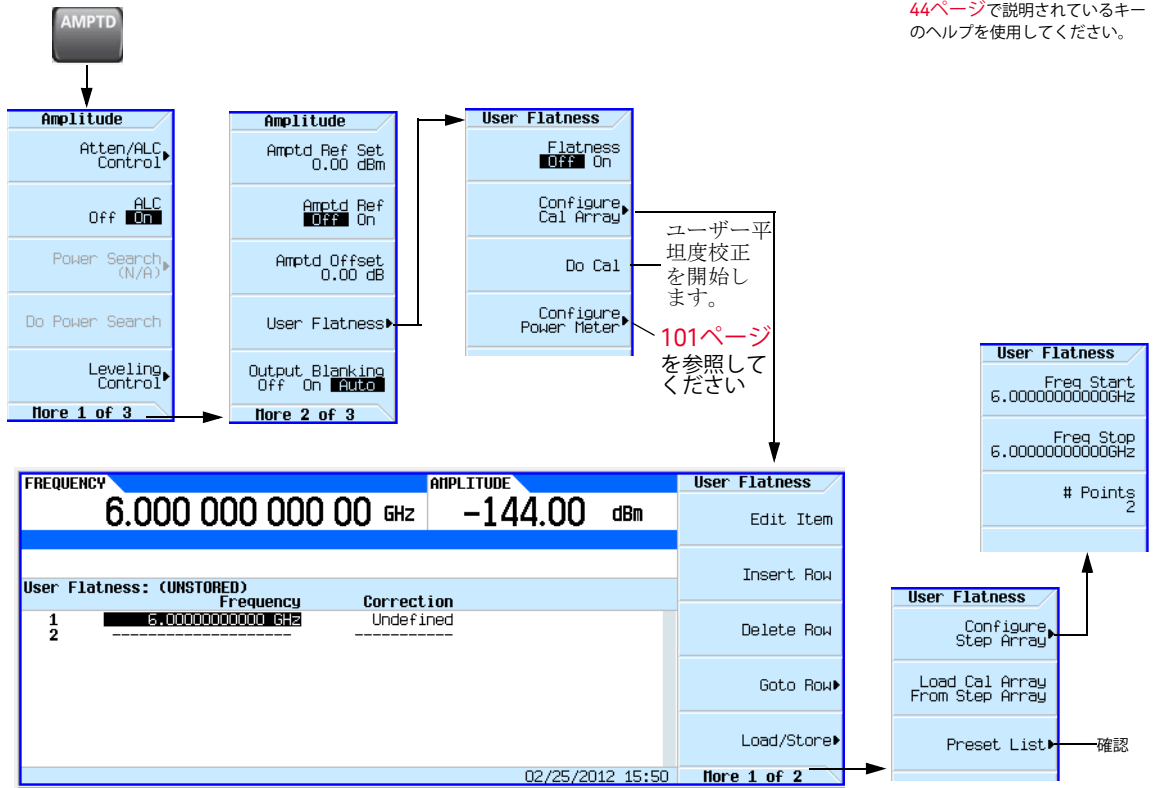 44ページで説明されているキー
のヘルプを使用してください。
AMPTD
Amplitude
Atten/ALC
Control
ALC
Off On
Power Search
(N/A)
Do Power Search
Leveling
Control
More 1 of 3
Amplitude
Amptd Ref Set
0.00 dBm
Amptd Ref
Off On
Amptd Offset
0.00 dB
User Flatness
Output Blanking
Off On Auto
More 2 of 3
User Flatness
Flatness
Off On
Configure
Cal Array
Do Cal
Configure
Power Meter
ユーザー平
坦度校正
を開始し
ます。
101ページ
を参照して
ください
FREQUENCY
6.000 000 000 00 GHz
AMPLITUDE
-144.00 dBm
User Flatness: (UNSTORED)
Frequency Correction
1 6.00000000000 GHz Undefined
2 -------------------- -----------
02/25/2012 15:50
User Flatness
Edit Item
Insert Row
Delete Row
Goto Row
Load/Store
More 1 of 2
User Flatness
Configure
Step Array
Load Cal Array
From Step Array
Preset List
確認
User Flatness
Freq Start
6.00000000000GHz
Freq Stop
6.00000000000GHz
# Points
2